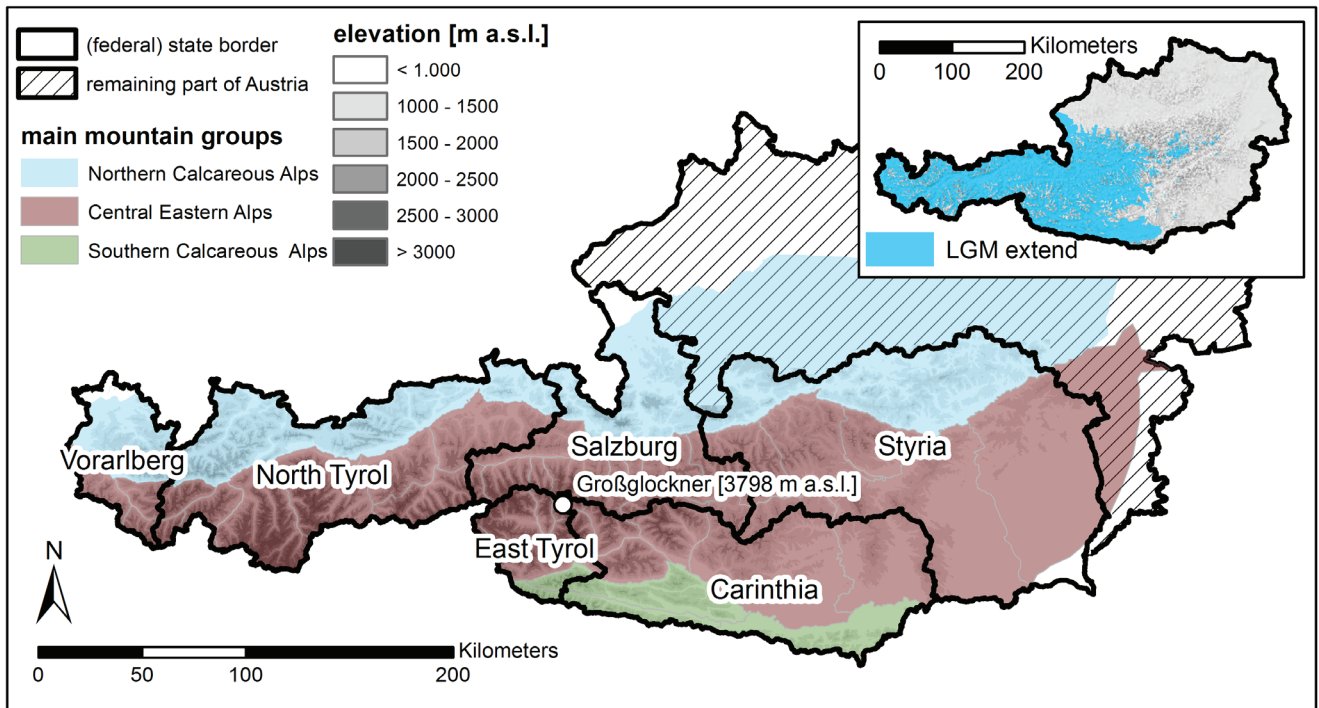 (federal) state border
remaining part of Austria
main mountain groups
Northern Calcareous Alps
Central Eastern Alps
Southern Calcareous Alps
elevation [m a.s.l.]
< 1.000
1000 - 1500
1500 - 2000
2000 - 2500
2500 - 3000
> 3000
Kilometers
0 100 200
LGM extend
Vorarlberg
North Tyrol
Salzburg
Styria
Großglockner [3798 m a.s.l.]
East Tyrol
Carinthia
N
Kilometers
0 50 100 200